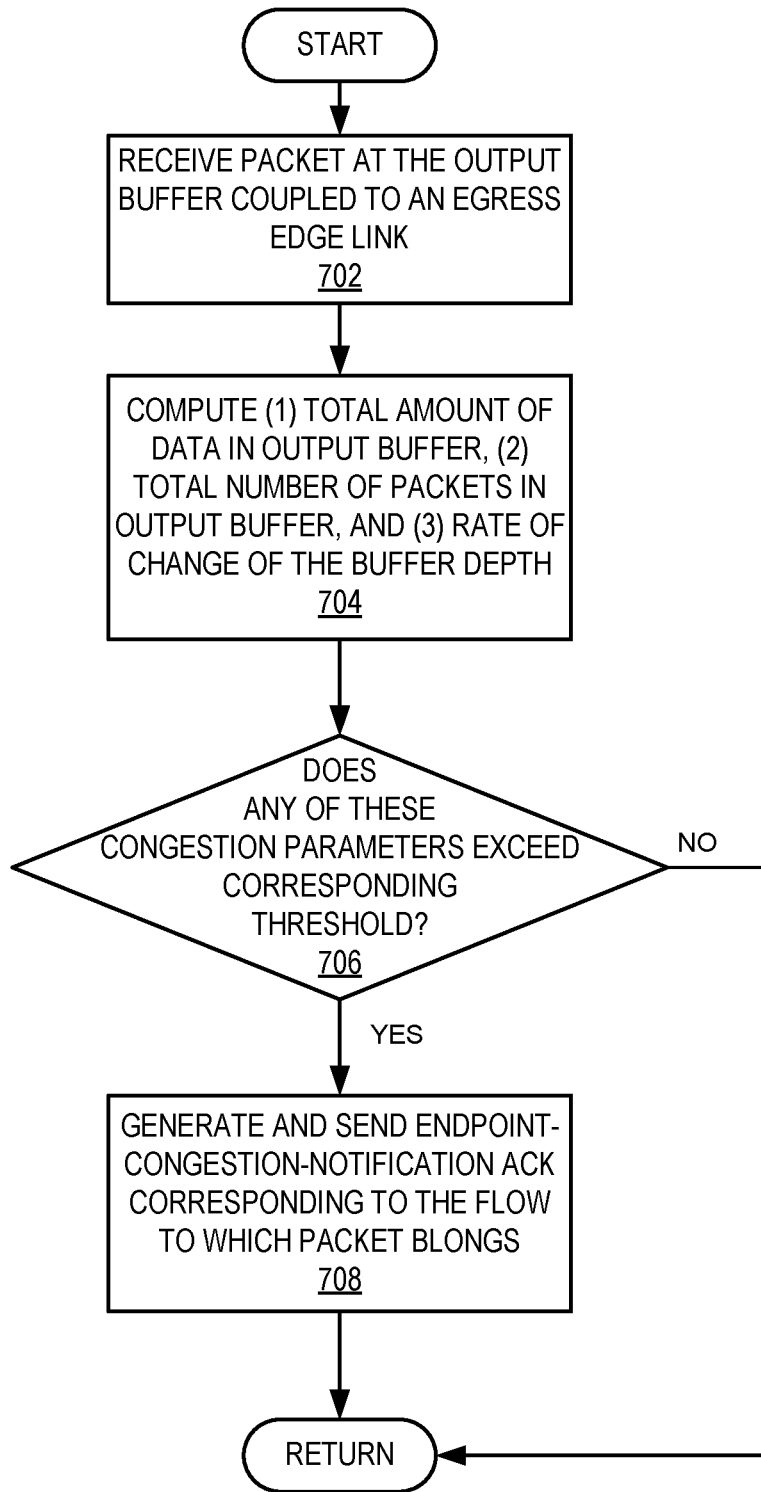 START
RECEIVE PACKET AT THE OUTPUT
BUFFER COUPLED TO AN EGRESS
EDGE LINK
702
COMPUTE (1) TOTAL AMOUNT OF
DATA IN OUTPUT BUFFER, (2)
TOTAL NUMBER OF PACKETS IN
OUTPUT BUFFER, AND (3) RATE OF
CHANGE OF THE BUFFER DEPTH
704
DOES
ANY OF THESE
CONGESTION PARAMETERS EXCEED
CORRESPONDING
THRESHOLD?
706
NO
YES
GENERATE AND SEND ENDPOINT-
CONGESTION-NOTIFICATION ACK
CORRESPONDING TO THE FLOW
TO WHICH PACKET BLONGS
708
RETURN